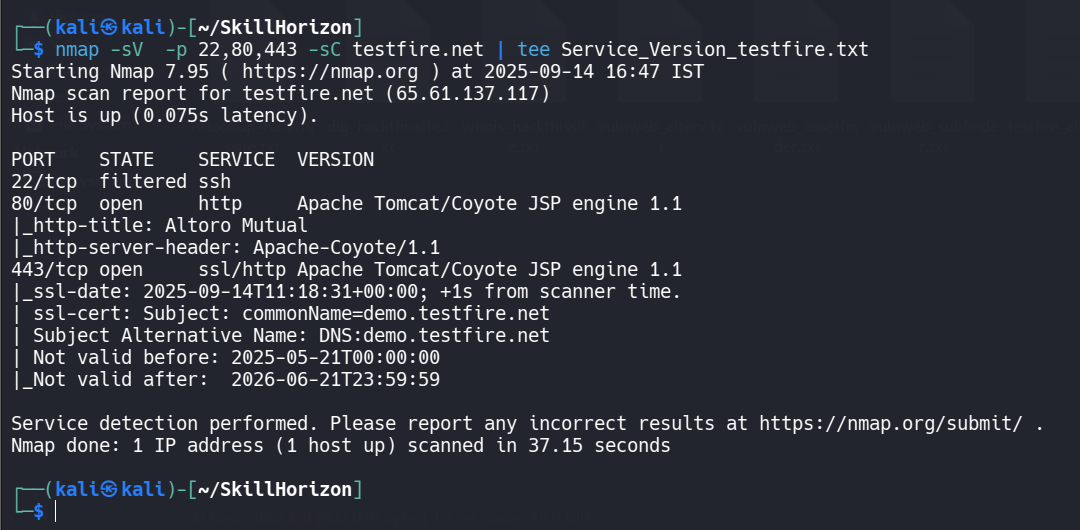 ┌──(kali㉿kali)-[~/SkillHorizon]
└─$ nmap -sV  -p 22,80,443 -sC testfire.net | tee Service_Version_testfire.txt
Starting Nmap 7.95 ( https://nmap.org ) at 2025-09-14 16:47 IST
Nmap scan report for testfire.net (65.61.137.117)
Host is up (0.075s latency).

PORT    STATE    SERVICE  VERSION
22/tcp  filtered ssh
80/tcp  open     http     Apache Tomcat/Coyote JSP engine 1.1
|_http-title: Altoro Mutual
|_http-server-header: Apache-Coyote/1.1
443/tcp open     ssl/http Apache Tomcat/Coyote JSP engine 1.1
|_ssl-date: 2025-09-14T11:18:31+00:00; +1s from scanner time.
| ssl-cert: Subject: commonName=demo.testfire.net
| Subject Alternative Name: DNS:demo.testfire.net
| Not valid before: 2025-05-21T00:00:00
|_Not valid after:  2026-06-21T23:59:59

Service detection performed. Please report any incorrect results at https://nmap.org/submit/ .
Nmap done: 1 IP address (1 host up) scanned in 37.15 seconds

┌──(kali㉿kali)-[~/SkillHorizon]
└─$